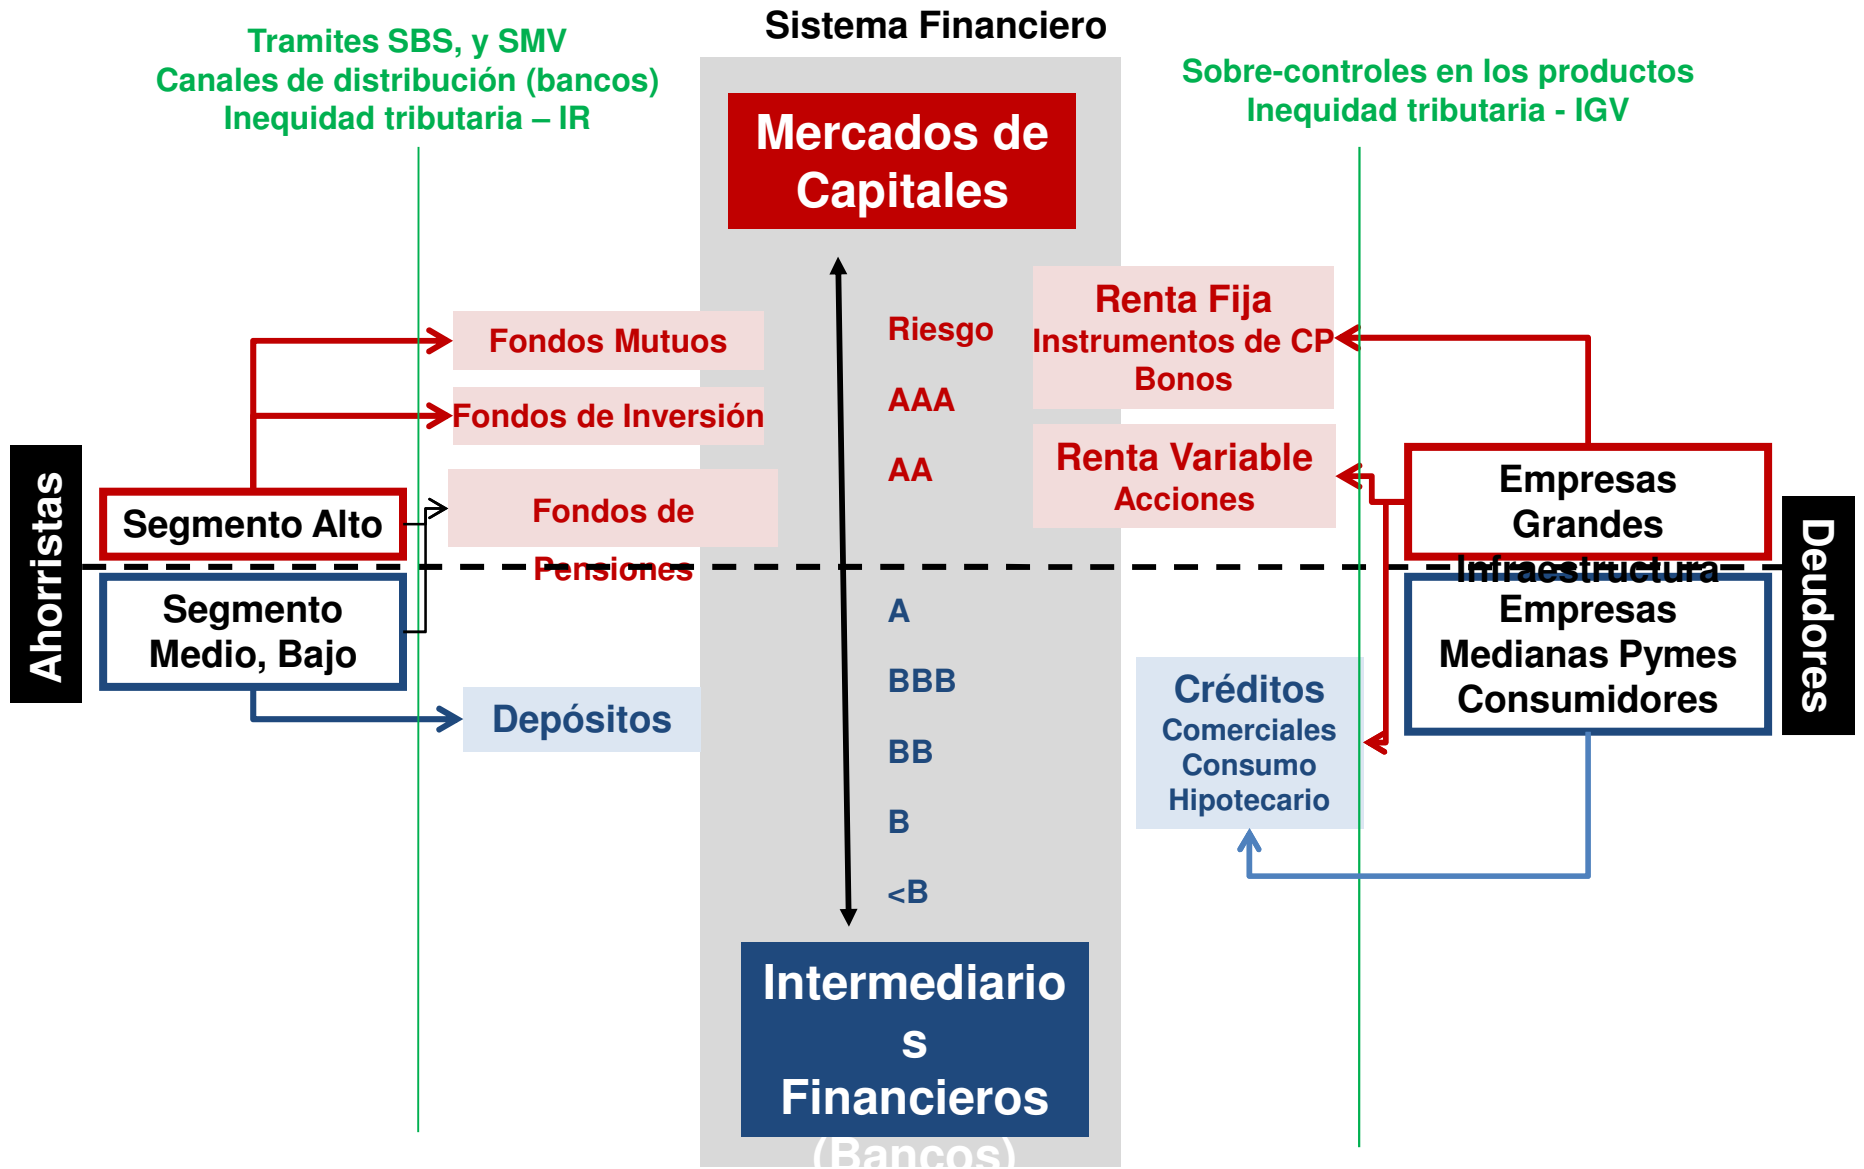 Sistema Financiero
Tramites SBS, y SMV
Canales de distribución (bancos)
Inequidad tributaria – IR
Sobre-controles en los productos
Inequidad tributaria - IGV
Mercados de
Capitales
Ahorristas
Segmento Alto
Segmento
Medio, Bajo
Fondos Mutuos
Fondos de Inversión
Fondos de
Pensiones
Depósitos
Riesgo
AAA
AA
A
BBB
BB
B
<B
Renta Fija
Instrumentos de CP
Bonos
Renta Variable
Acciones
Créditos
Comerciales
Consumo
Hipotecario
Empresas
Grandes
Infraestructura
Empresas
Medianas Pymes
Consumidores
Deudores
Intermediario
s
Financieros
(Bancos)